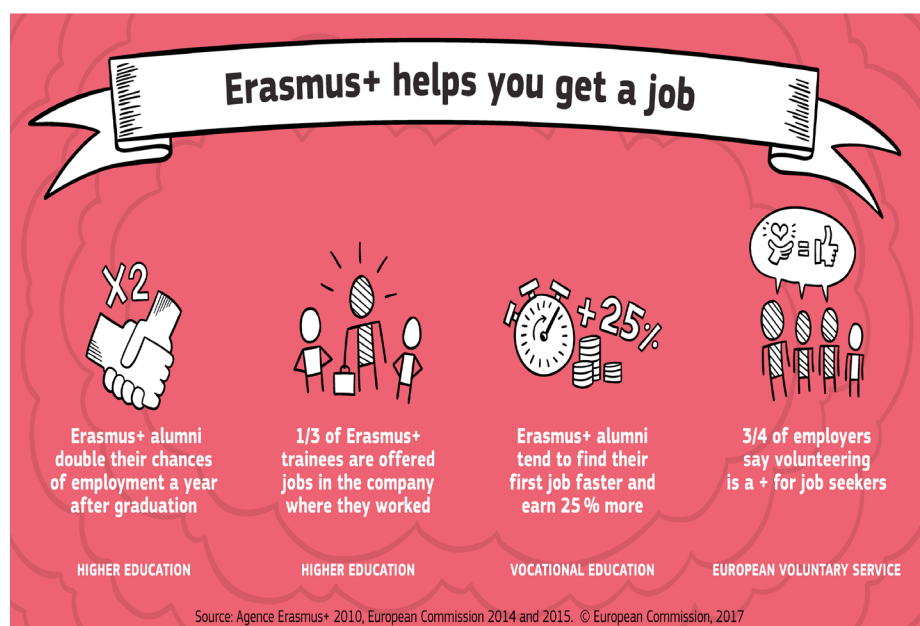 Erasmus+ helps you get a job
X2
+25%
=
Erasmus+ alumni
double their chances
of employment a year
after graduation
HIGHER EDUCATION
1/3 of Erasmus+
trainees are offered
jobs in the company
where they worked
HIGHER EDUCATION
Erasmus+ alumni
tend to find their
first job faster and
earn 25 % more
VOCATIONAL EDUCATION
3/4 of employers
say volunteering
is a + for job seekers
EUROPEAN VOLUNTARY SERVICE
Source: Agence Erasmus+ 2010, European Commission 2014 and 2015. © European Commission, 2017